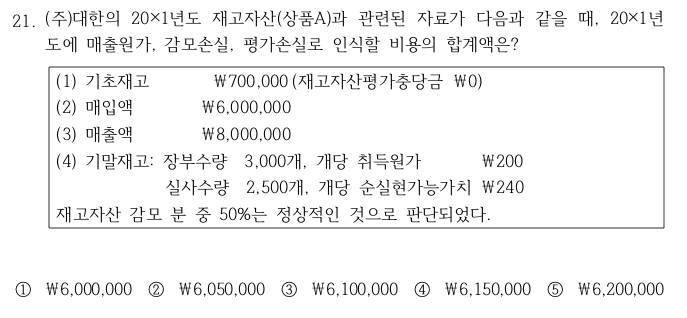 21. (주)대한의 20×1년도 재고자산(상품A)과 관련된 자료가 다음과 같을 때, 20×1년
도에 매출원가, 감모손실, 평가손실로 인식할 비용의 합계액은?
(1) 기초재고 ₩700,000(재고자산평가충당금 ₩0)
(2) 매입액 ₩6,000,000
(3) 매출액 ₩8,000,000
(4) 기말재고: 장부수량 3,000개, 개당 취득원가 ₩200
실사수량 2,500개, 개당 순실현가능가치 ₩240
재고자산 감모 분 중 50%는 정상적인 것으로 판단되었다.
① ₩6,000,000 ② ₩6,050,000 ③ ₩6,100,000 ④ ₩6,150,000 ⑤ ₩6,200,000